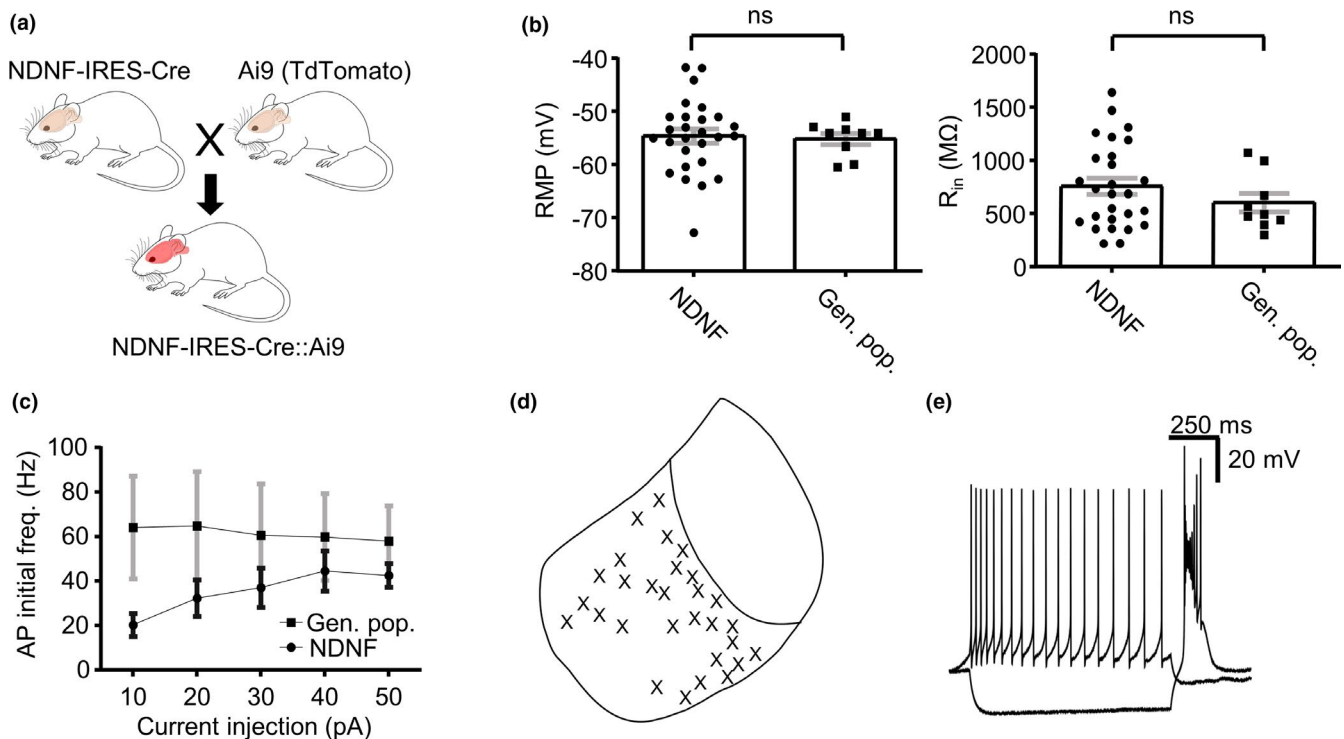 (a)
NDNF-IRES-Cre
Ai9 (TdTomato)
X
NDNF-IRES-Cre::Ai9
(b)
ns
-40
-50
-60
-70
-80
RMP (mV)
NDNF
Gen. pop.
ns
2000
1500
1000
500
0
Rin (MΩ)
NDNF
Gen. pop.
(c)
100
80
60
40
20
0
AP initial freq. (Hz)
Gen. pop.
NDNF
10 20 30 40 50
Current injection (pA)
(d)
X X X X X X X X X X X X X X X X X X X X X X X X X X X X X
(e)
250 ms
20 mV